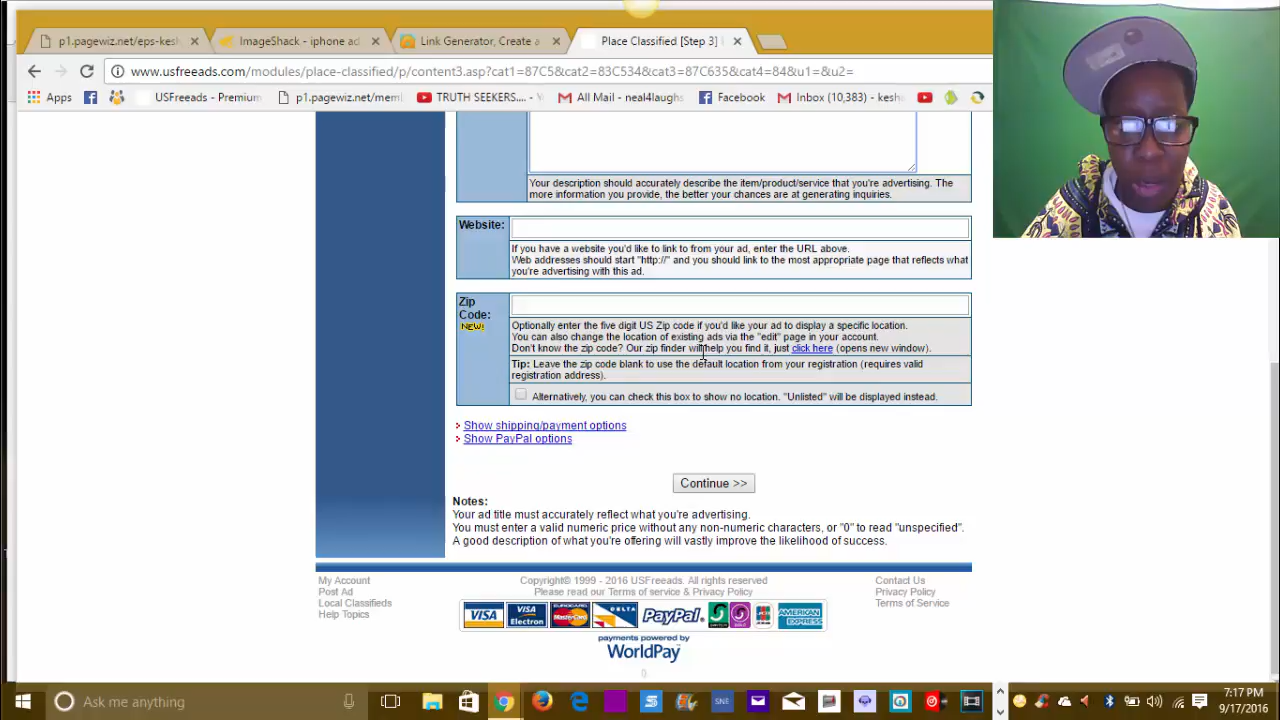 p1.pagewiz.net/eps-kesh
ImageShack - iphone ad
Link Generator, Create a
Place Classified [Step 3]
www.usfreeads.com/modules/place-classified/p/content3.asp?cat1=87C5&cat2=83C534&cat3=87C635&cat4=84&u1=&u2=
Apps
USFreeads - Premium
p1.pagewiz.net/meml
TRUTH SEEKERS....
All Mail - neal4laughs
Facebook
Inbox (10,383) - kesha
Your description should accurately describe the item/product/service that you're advertising. The
more information you provide, the better your chances are at generating inquiries.
Website:
If you have a website you'd like to link to from your ad, enter the URL above.
Web addresses should start "http://" and you should link to the most appropriate page that reflects what
you're advertising with this ad.
Zip
Code:
NEW!
Optionally enter the five digit US Zip code if you'd like your ad to display a specific location.
You can also change the location of existing ads via the "edit" page in your account.
Don't know the zip code? Our zip finder will help you find it, just click here (opens new window).
Tip: Leave the zip code blank to use the default location from your registration (requires valid
registration address).
Alternatively, you can check this box to show no location. "Unlisted" will be displayed instead.
Show shipping/payment options
Show PayPal options
Continue >>
Notes:
Your ad title must accurately reflect what you're advertising.
You must enter a valid numeric price without any non-numeric characters, or "0" to read "unspecified".
A good description of what you're offering will vastly improve the likelihood of success.
My Account
Post Ad
Local Classifieds
Help Topics
Copyright© 1999 - 2016 USFreeads. All rights reserved
Please read our Terms of service & Privacy Policy
Contact Us
Privacy Policy
Terms of Service
VISA
VISA Electron
MasterCard
DELTA
PayPal
AMERICAN EXPRESS
payments powered by
WorldPay
0
Ask me anything
SNE
7:17 PM
9/17/2016